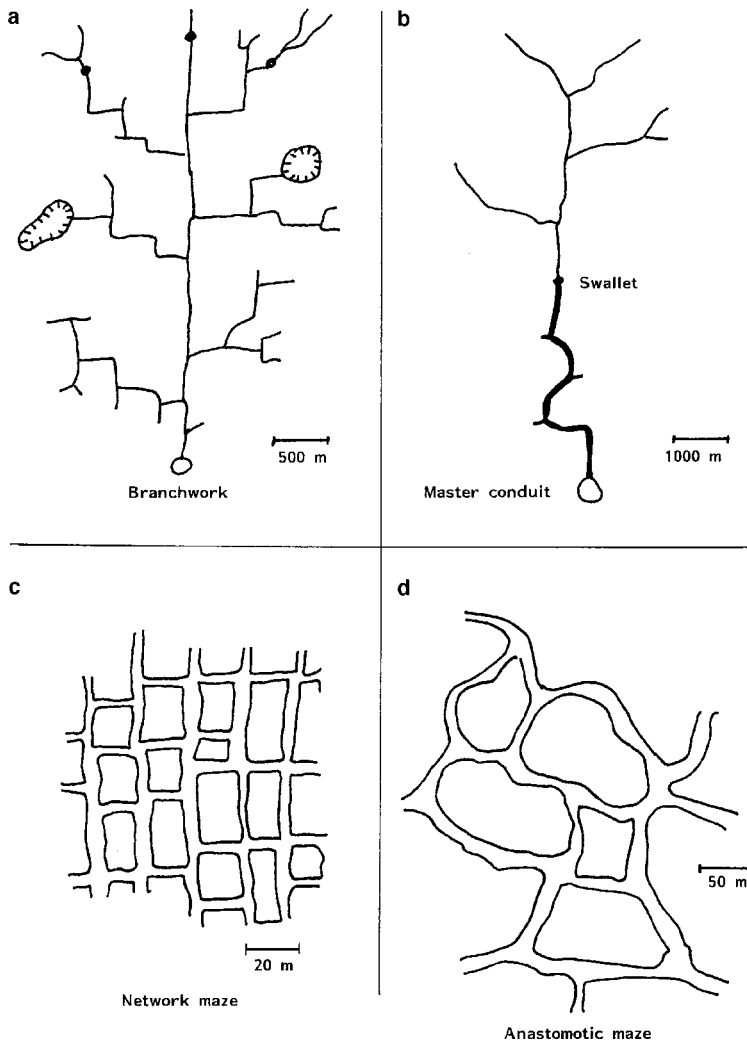 a
500 m
Branchwork
b
Swallet
1000 m
Master conduit
c
20 m
Network maze
d
50 m
Anastomotic maze